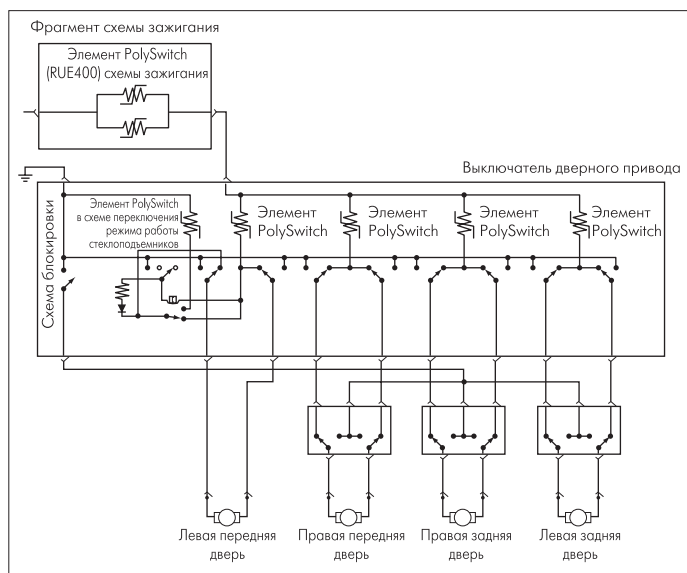 Фрагмент схемы зажигания
Элемент PolySwitch
(RUE400) схемы зажигания
Выключатель дверного привода
Схема блокировки
Элемент PolySwitch
в схеме переключения
режима работы
стеклоподъемников
Элемент
PolySwitch
Элемент
PolySwitch
Элемент
PolySwitch
Элемент
PolySwitch
Левая передняя
дверь
Правая передняя
дверь
Правая задняя
дверь
Левая задняя
дверь